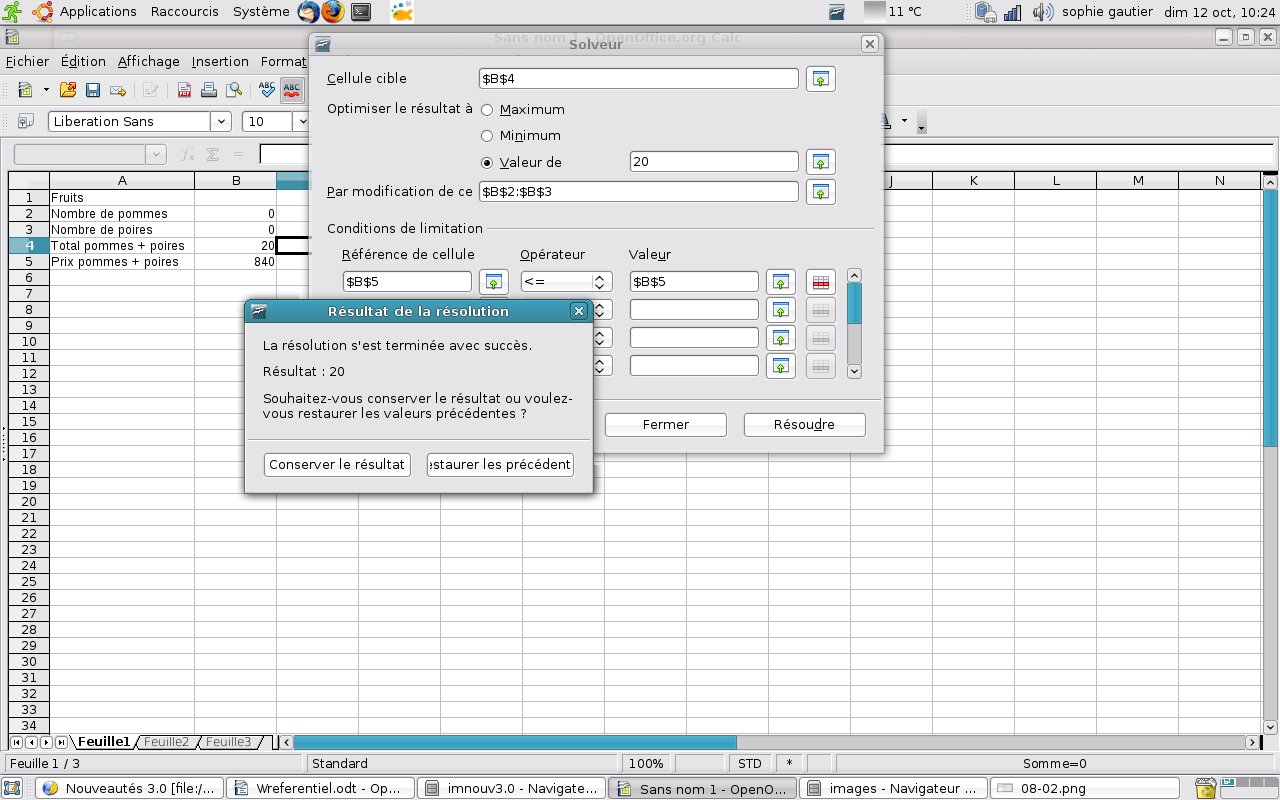 Applications Raccourcis Système 11 °C sophie gautier dim 12 oct, 10:24
Sans nom 1 - OpenOffice.org Calc
Solveur
Fichier Édition Affichage Insertion Format
Cellule cible $B$4
Optimiser le résultat à Maximum
Minimum
Valeur de 20
Par modification de ce $B$2:$B$3
Conditions de limitation
Référence de cellule Opérateur Valeur
$B$5 <= $B$5
Fermer Résoudre
ABC ABC
Liberation Sans 10
A B J K L M N
1 Fruits
2 Nombre de pommes 0
3 Nombre de poires 0
4 Total pommes + poires 20
5 Prix pommes + poires 840
6
7
8
9
10
11
12
13
14
15
16
17
18
19
20
21
22
23
24
25
26
27
28
29
30
31
32
33
34
Résultat de la résolution
La résolution s'est terminée avec succès.
Résultat : 20
Souhaitez-vous conserver le résultat ou voulez-
vous restaurer les valeurs précédentes ?
Conserver le résultat estaurer les précédent
Feuille1 Feuille2 Feuille3
Feuille 1 / 3 Standard 100% STD * Somme=0
Nouveautés 3.0 [file:/... Wreferentiel.odt - Op... imnouv3.0 - Navigate... Sans nom 1 - OpenO... images - Navigateur ... 08-02.png